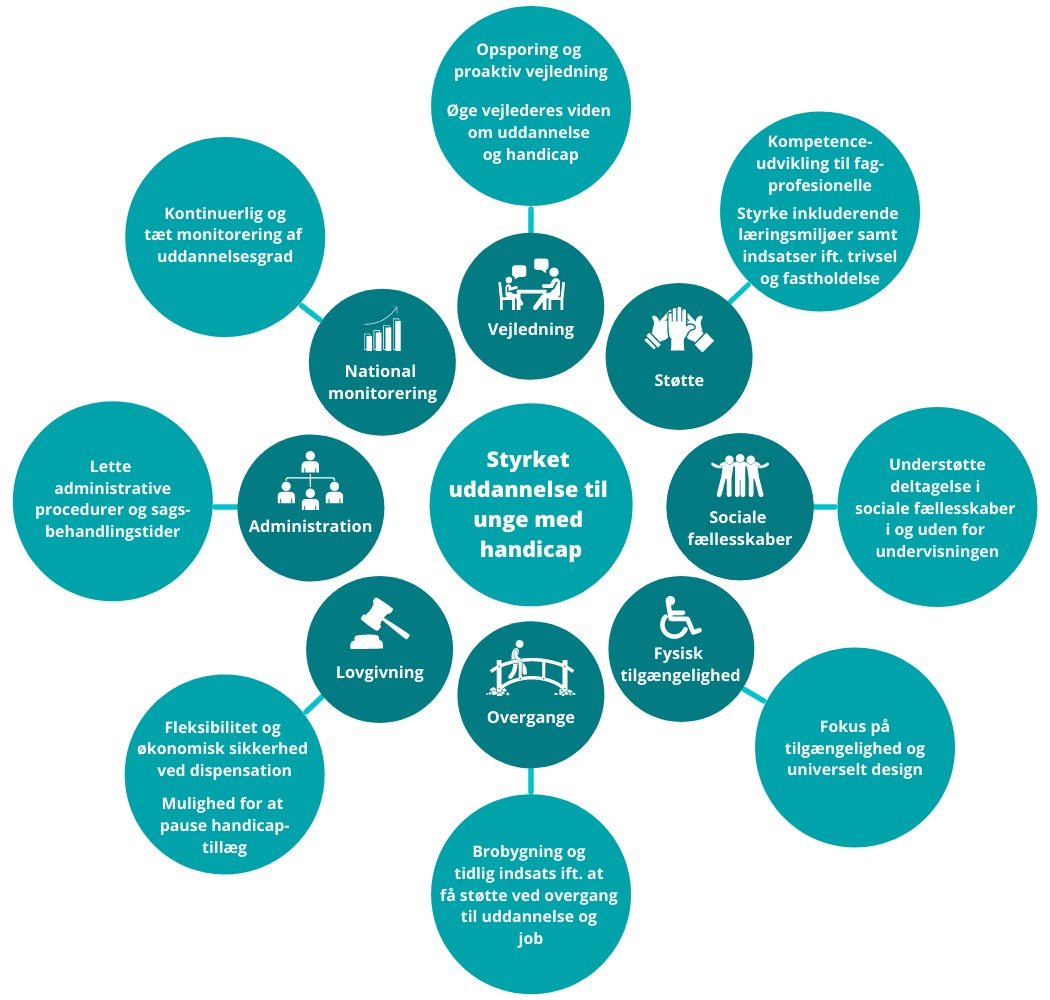 Opsporing og
proaktiv vejledning
Øge vejlederes viden
om uddannelse
og handicap
Vejledning
Kompetence-
udvikling til fag-
profesionelle
Styrke inkluderende
læringsmiljøer samt
indsatser ift. trivsel
og fastholdelse
Støtte
Understøtte
deltagelse i
sociale fællesskaber
i og uden for
undervisningen
Sociale
fællesskaber
Fysisk
tilgængelighed
Fokus på
tilgængelighed og
universelt design
Overgange
Brobygning og
tidlig indsats ift. at
få støtte ved overgang
til uddannelse og
job
Lovgivning
Fleksibilitet og
økonomisk sikkerhed
ved dispensation
Mulighed for at
pause handicap-
tillæg
Administration
Lette
administrative
procedurer og sags-
behandlingstider
National
monitorering
Kontinuerlig og
tæt monitorering af
uddannelsesgrad
Styrket
uddannelse til
unge med
handicap